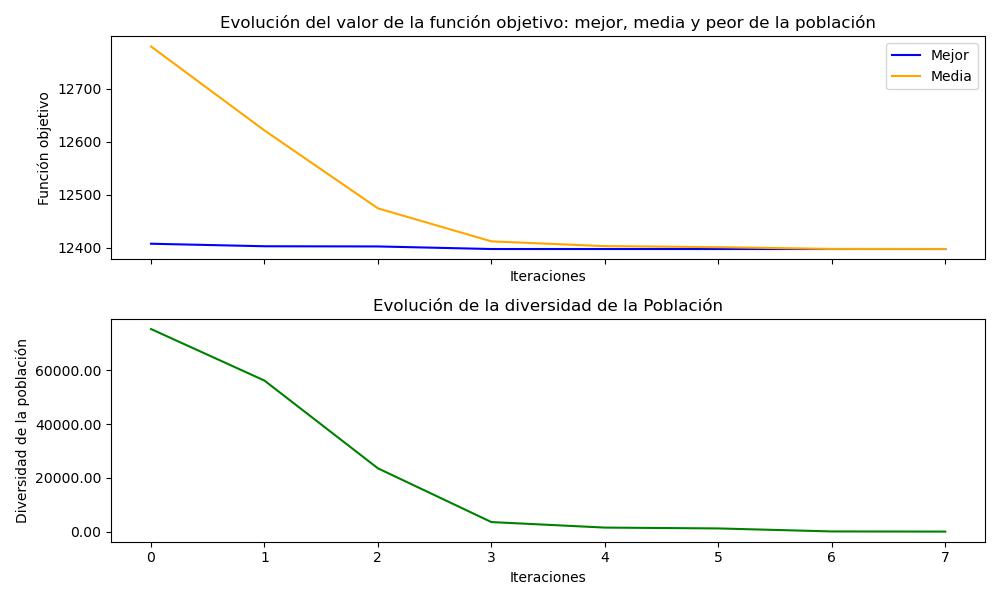 Evolución del valor de la función objetivo: mejor, media y peor de la población
Mejor
Media
Función objetivo
12700
12600
12500
12400
Iteraciones
Evolución de la diversidad de la Población
Diversidad de la población
60000.00
40000.00
20000.00
0.00
0 1 2 3 4 5 6 7
Iteraciones